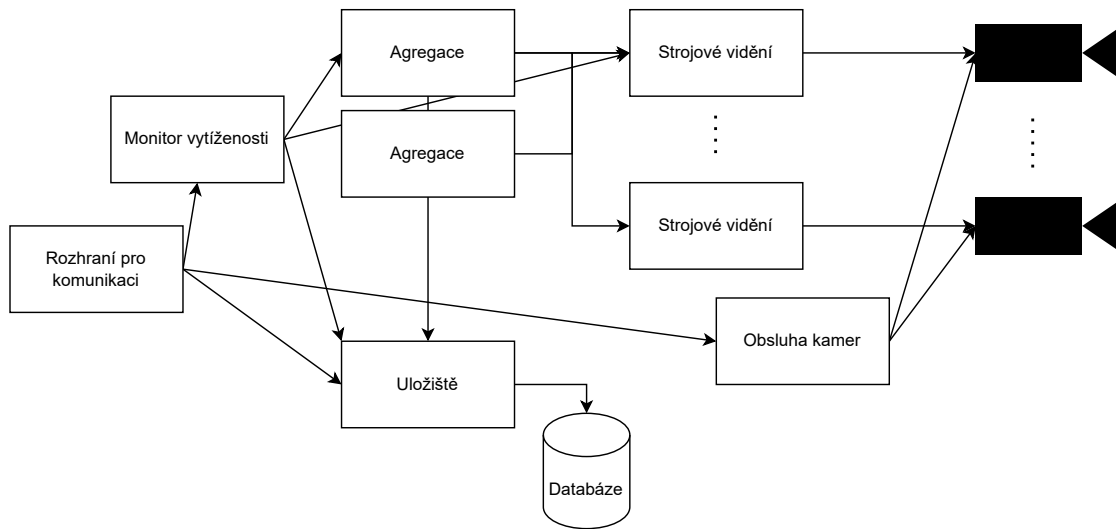 Agregace
Strojové vidění
Monitor vytíženosti
Agregace
Strojové vidění
Rozhraní pro
komunikaci
Obsluha kamer
Uložiště
Databáze